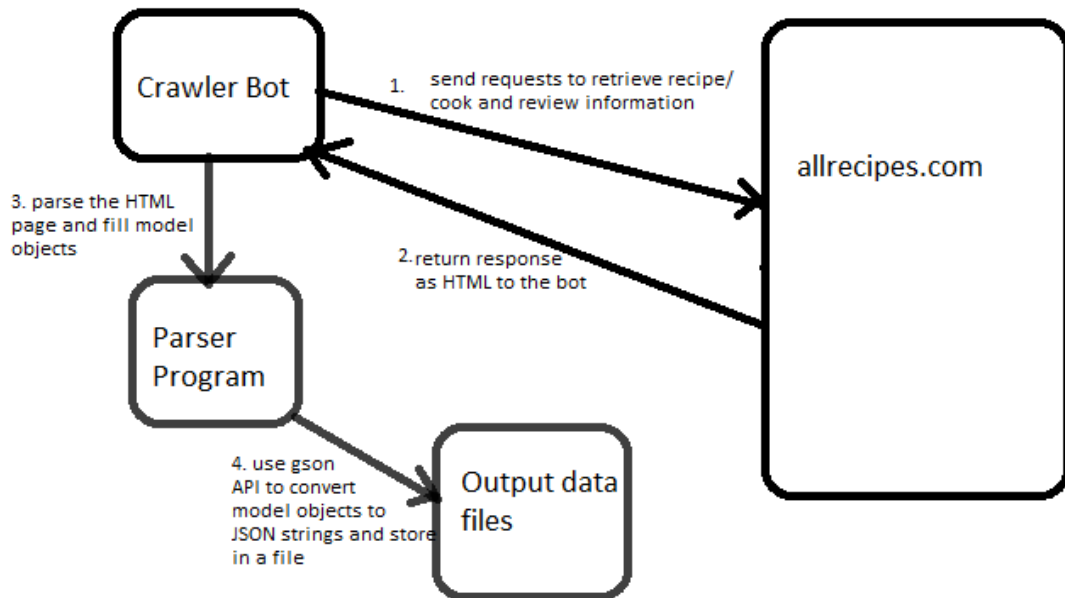 Crawler Bot
1. send requests to retrieve recipe/
cook and review information
allrecipes.com
2. return response
as HTML to the bot
3. parse the HTML
page and fill model
objects
Parser
Program
4. use gson
API to convert
model objects to
JSON strings and store
in a file
Output data
files